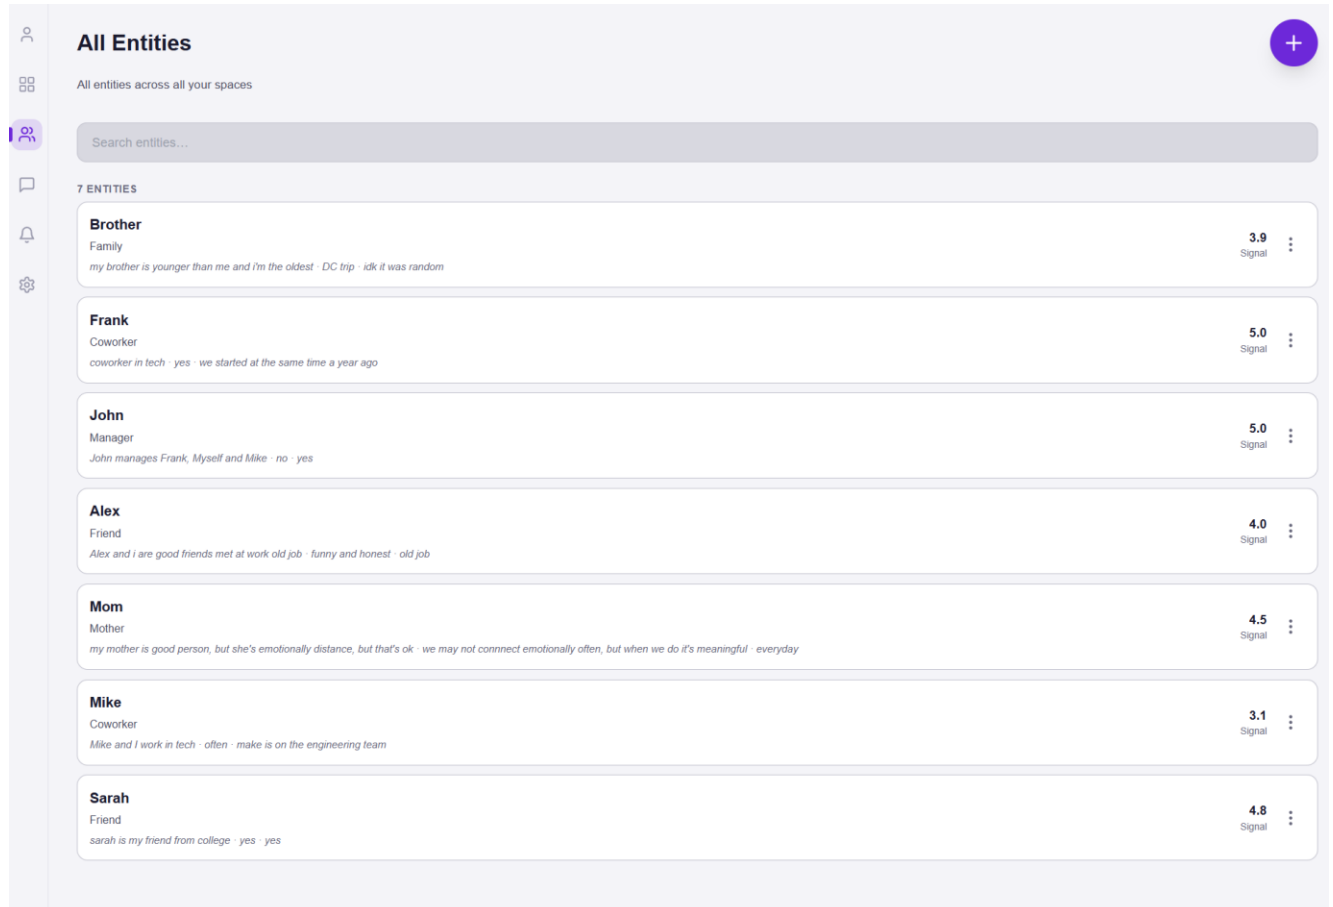 All Entities
All entities across all your spaces
Search entities...
7 ENTITIES
Brother
Family
my brother is younger than me and i'm the oldest · DC trip · idk it was random
3.9
Signal
Frank
Coworker
coworker in tech · yes · we started at the same time a year ago
5.0
Signal
John
Manager
John manages Frank, Myself and Mike · no · yes
5.0
Signal
Alex
Friend
Alex and i are good friends met at work old job · funny and honest · old job
4.0
Signal
Mom
Mother
my mother is good person, but she's emotionally distance, but that's ok · we may not connnect emotionally often, but when we do it's meaningful · everyday
4.5
Signal
Mike
Coworker
Mike and I work in tech · often · make is on the engineering team
3.1
Signal
Sarah
Friend
sarah is my friend from college · yes · yes
4.8
Signal